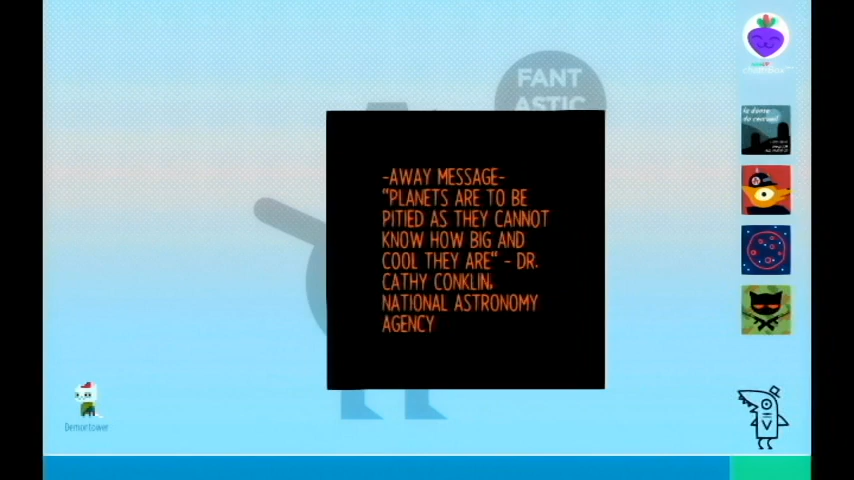 FANT
ASTIC
-AWAY MESSAGE-
"PLANETS ARE TO BE
PITIED AS THEY CANNOT
KNOW HOW BIG AND
COOL THEY ARE" - DR.
CATHY CONKLIN,
NATIONAL ASTRONOMY
AGENCY
Demontower